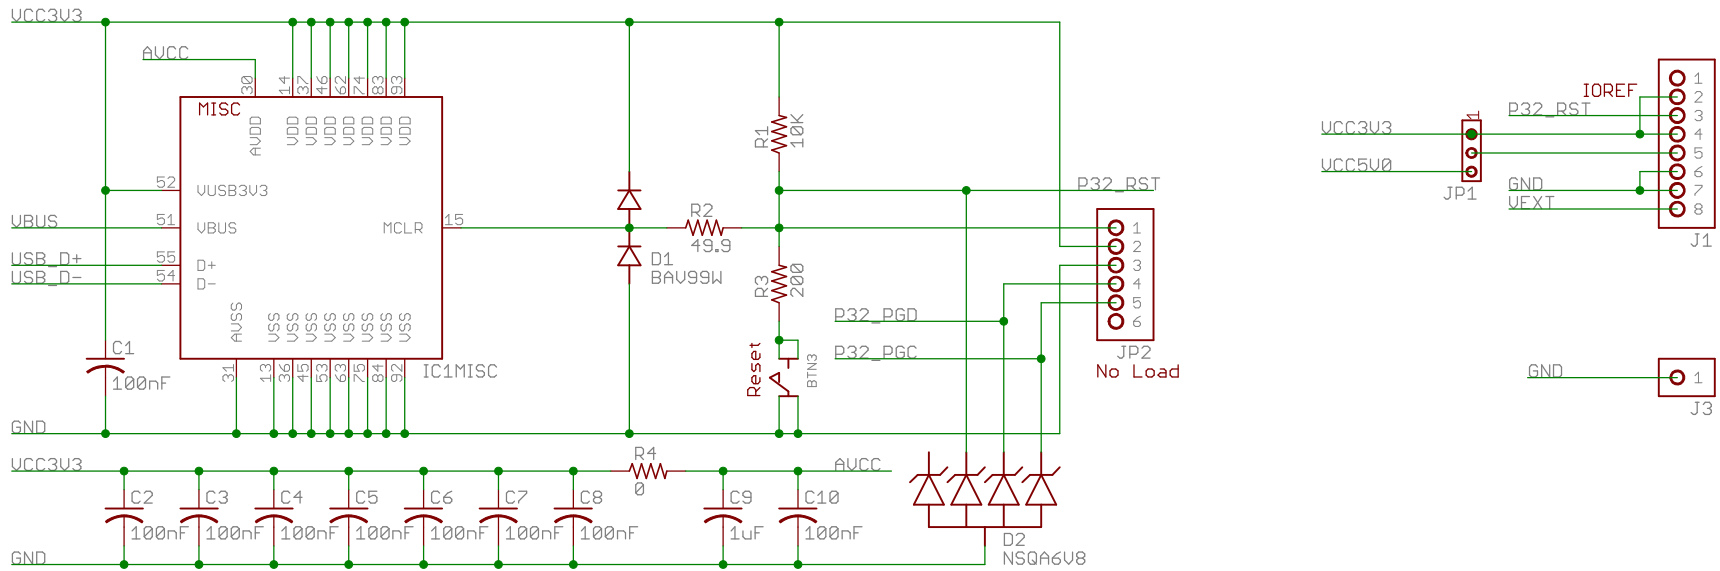 VCC3V3
AVCC
30
14
37
46
62
74
83
93
MISC
AVDD
VDD
VDD
VDD
VDD
VDD
VDD
VDD
52
VUSB3V3
VBUS
51
VBUS
MCLR
15
USB_D+
55
D+
USB_D-
54
D-
AVSS
VSS
VSS
VSS
VSS
VSS
VSS
VSS
VSS
31
13
36
45
53
63
75
84
92
IC1MISC
C1
100nF
GND
R1
10K
R2
49.9
D1
BAV99W
R3
200
Reset
BTN3
P32_RST
1
2
3
4
5
6
JP2
No Load
P32_PGD
P32_PGC
VCC3V3
R4
0
AVCC
C2
100nF
C3
100nF
C4
100nF
C5
100nF
C6
100nF
C7
100nF
C8
100nF
C9
1uF
C10
100nF
GND
D2
NSQA6V8
VCC3V3
VCC5V0
1
JP1
IOREF
P32_RST
GND
VEXT
1
2
3
4
5
6
7
8
J1
GND
1
J3